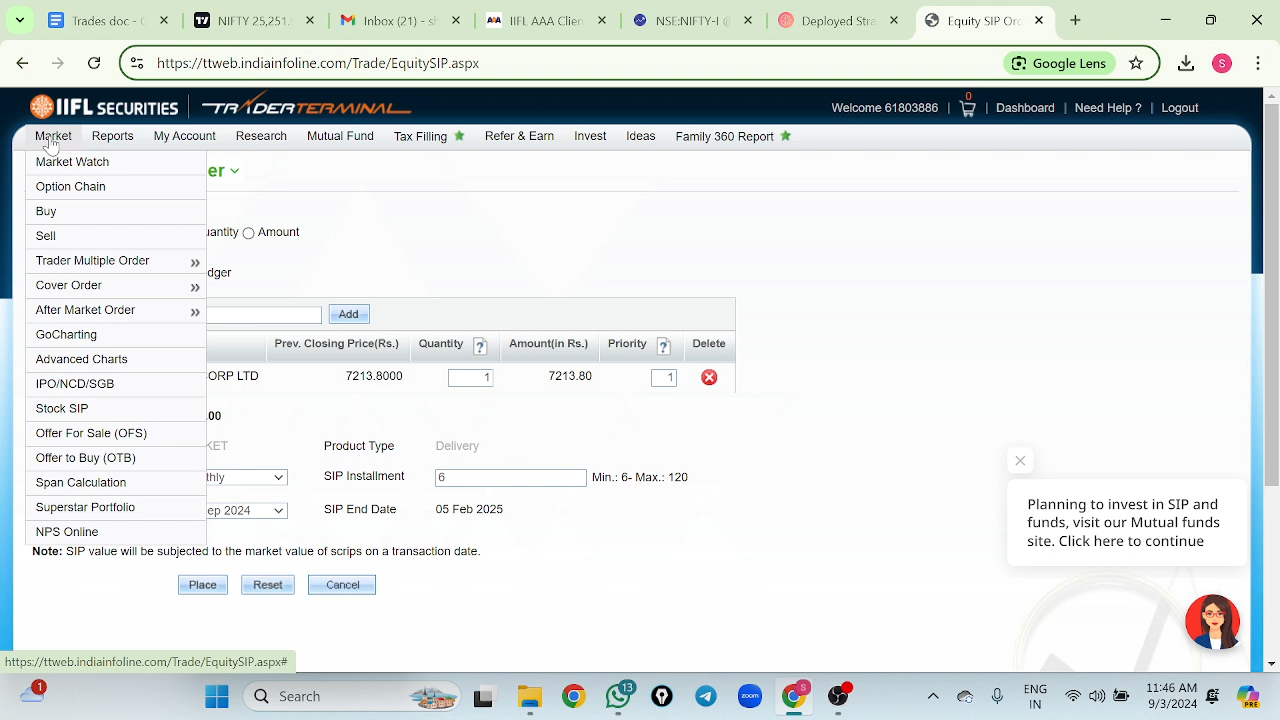 Trades doc - G
NIFTY 25,251.
Inbox (21) - sh
IIFL AAA Clien
NSE:NIFTY-I @
Deployed Stra
Equity SIP Ord
https://ttweb.indiainfoline.com/Trade/EquitySIP.aspx
Google Lens
S
IIFL SECURITIES
TRADERTERMINAL
Welcome 61803886 | 0 | Dashboard | Need Help ? | Logout
Market Reports My Account Research Mutual Fund Tax Filling Refer & Earn Invest Ideas Family 360 Report
Market Watch
er
Option Chain
Buy
Sell
uantity Amount
Trader Multiple Order »
dger
Cover Order »
After Market Order »
Add
GoCharting
Prev. Closing Price(Rs.) Quantity ? Amount(in Rs.) Priority ? Delete
Advanced Charts
IPO/NCD/SGB
ORP LTD 7213.8000 1 7213.80 1
Stock SIP
.00
Offer For Sale (OFS)
KET Product Type Delivery
Offer to Buy (OTB)
Span Calculation
thly SIP Installment 6 Min.: 6- Max.: 120
Superstar Portfolio
ep 2024 SIP End Date 05 Feb 2025
NPS Online
Note: SIP value will be subjected to the market value of scrips on a transaction date.
Place Reset Cancel
Planning to invest in SIP and
funds, visit our Mutual funds
site. Click here to continue
https://ttweb.indiainfoline.com/Trade/EquitySIP.aspx#
1
Search
13
zoom
S
ENG
IN
11:46 AM
9/3/2024
PRE